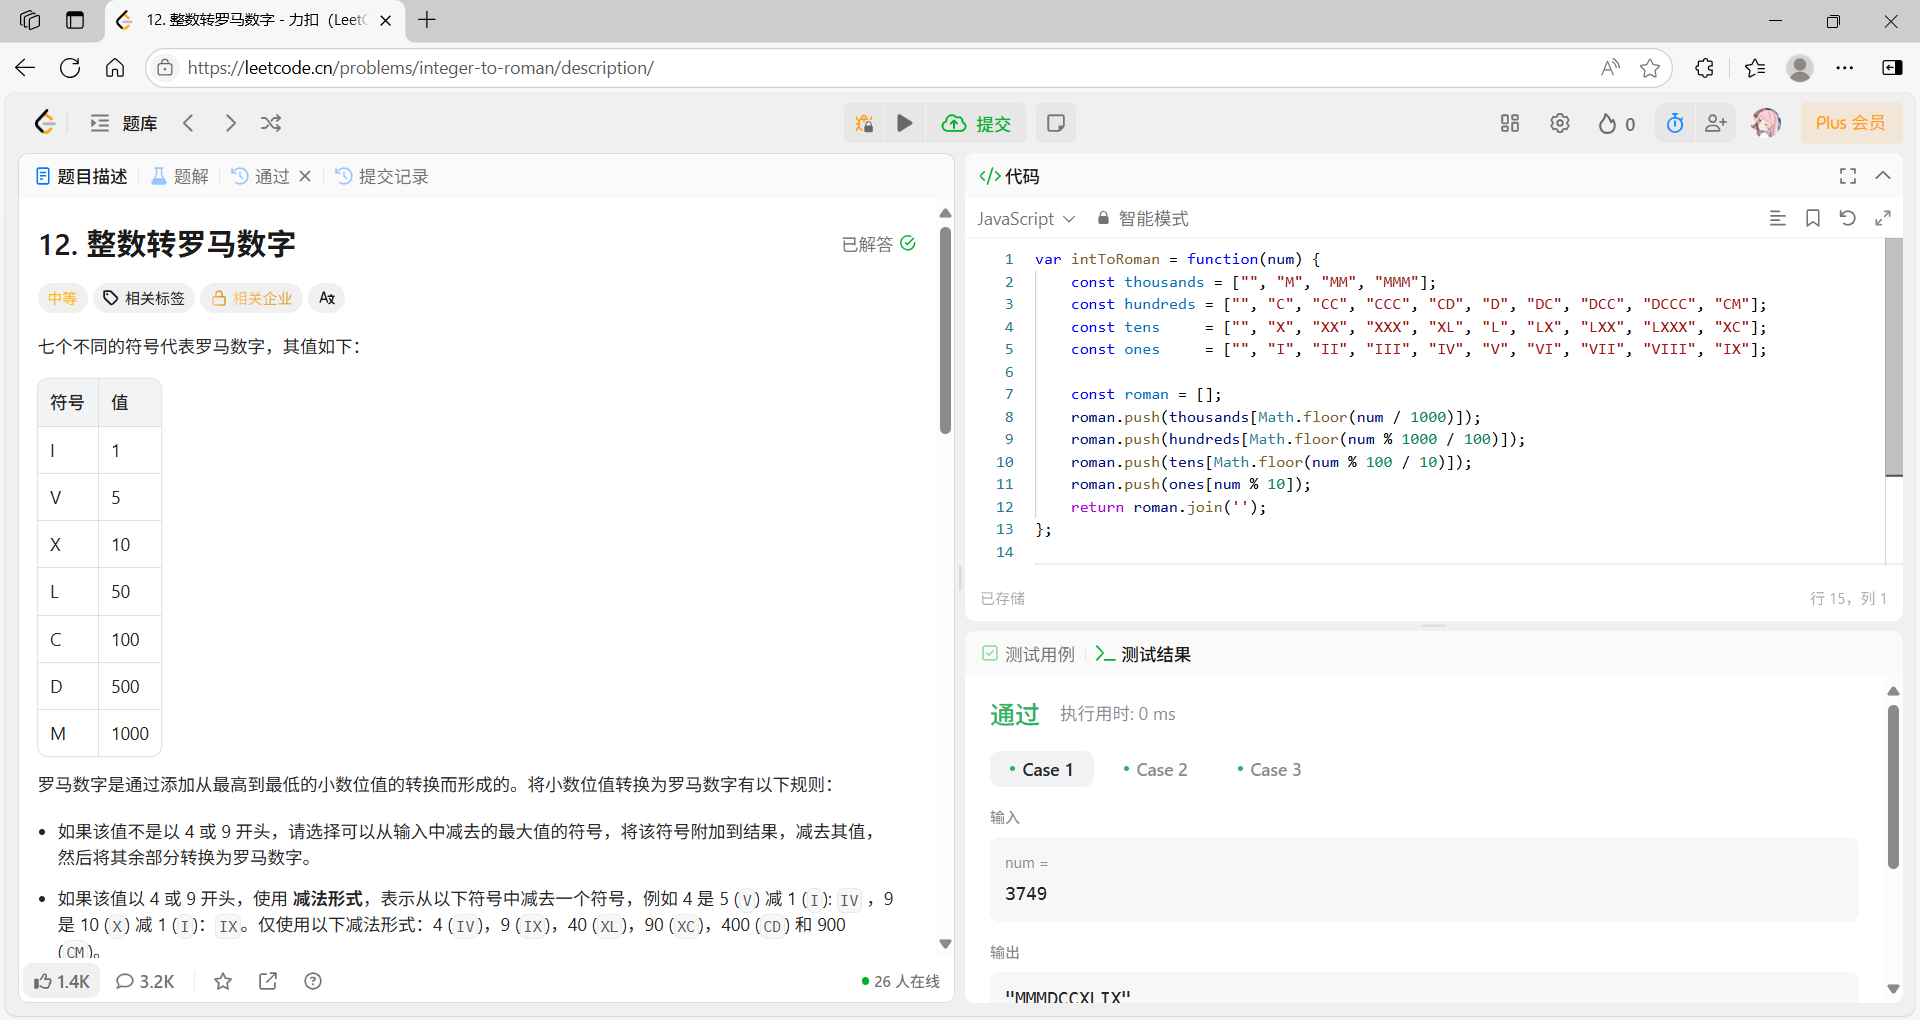 12. 整数转罗马数字 - 力扣（Leet
https://leetcode.cn/problems/integer-to-roman/description/
题库
提交
0
Plus 会员
题目描述
题解
通过
提交记录
12. 整数转罗马数字
已解答
中等
相关标签
相关企业
七个不同的符号代表罗马数字，其值如下：
符号 值
I 1
V 5
X 10
L 50
C 100
D 500
M 1000
罗马数字是通过添加从最高到最低的小数位值的转换而形成的。将小数位值转换为罗马数字有以下规则：
如果该值不是以 4 或 9 开头，请选择可以从输入中减去的最大值的符号，将该符号附加到结果，减去其值，
然后将其余部分转换为罗马数字。
如果该值以 4 或 9 开头，使用 减法形式，表示从以下符号中减去一个符号，例如 4 是 5 (V) 减 1 (I): IV ，9
是 10 (X) 减 1 (I)：IX。仅使用以下减法形式：4 (IV)，9 (IX)，40 (XL)，90 (XC)，400 (CD) 和 900
(CM)。
1.4K
3.2K
26 人在线
代码
JavaScript
智能模式
1 var intToRoman = function(num) {
2 const thousands = ["", "M", "MM", "MMM"];
3 const hundreds = ["", "C", "CC", "CCC", "CD", "D", "DC", "DCC", "DCCC", "CM"];
4 const tens     = ["", "X", "XX", "XXX", "XL", "L", "LX", "LXX", "LXXX", "XC"];
5 const ones     = ["", "I", "II", "III", "IV", "V", "VI", "VII", "VIII", "IX"];
6
7 const roman = [];
8 roman.push(thousands[Math.floor(num / 1000)]);
9 roman.push(hundreds[Math.floor(num % 1000 / 100)]);
10 roman.push(tens[Math.floor(num % 100 / 10)]);
11 roman.push(ones[num % 10]);
12 return roman.join('');
13 };
14
已存储
行 15，列 1
测试用例
测试结果
通过
执行用时: 0 ms
Case 1
Case 2
Case 3
输入
num =
3749
输出
"MMMDCCXLIX"